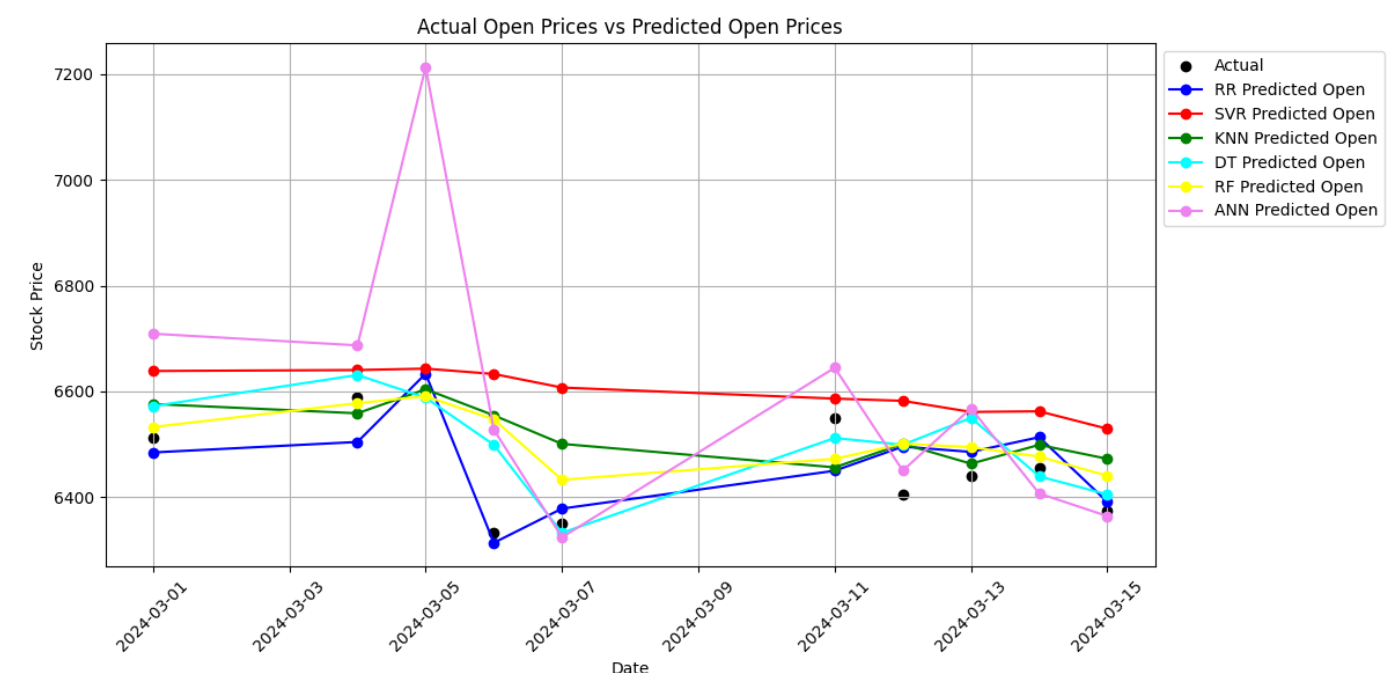 Actual Open Prices vs Predicted Open Prices
Stock Price
7200
7000
6800
6600
6400
2024-03-01
2024-03-03
2024-03-05
2024-03-07
2024-03-09
2024-03-11
2024-03-13
2024-03-15
Date
Actual
RR Predicted Open
SVR Predicted Open
KNN Predicted Open
DT Predicted Open
RF Predicted Open
ANN Predicted Open